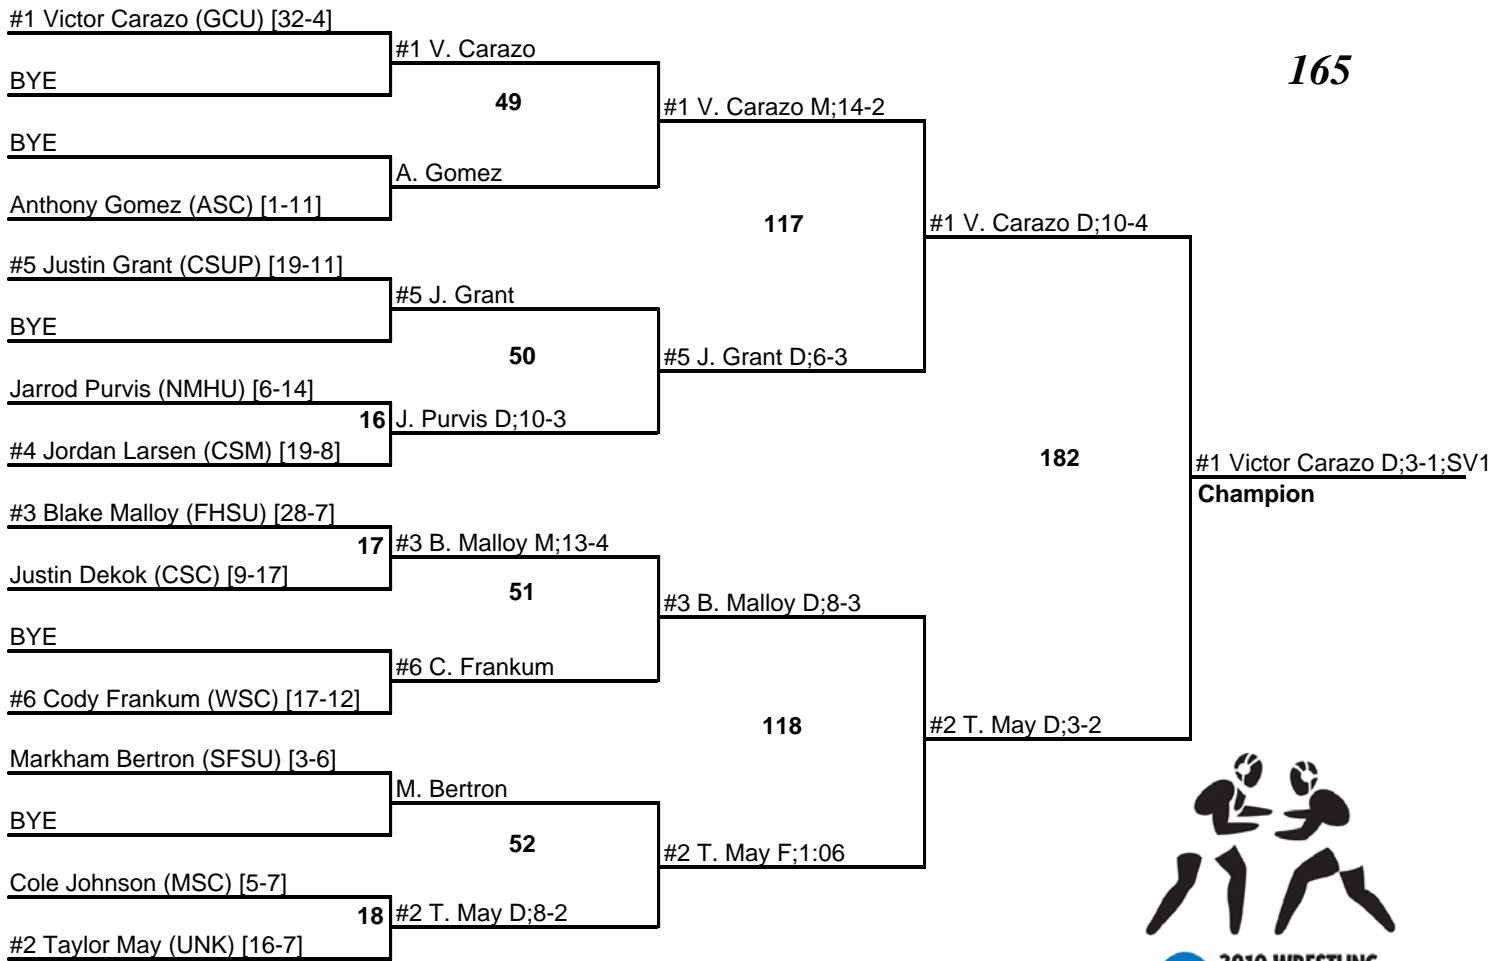 #1 Victor Carazo (GCU) [32-4]
#1 V. Carazo
165
BYE
49
#1 V. Carazo M;14-2
BYE
A. Gomez
Anthony Gomez (ASC) [1-11]
117
#1 V. Carazo D;10-4
#5 Justin Grant (CSUP) [19-11]
#5 J. Grant
BYE
50
#5 J. Grant D;6-3
Jarrod Purvis (NMHU) [6-14]
16
J. Purvis D;10-3
#4 Jordan Larsen (CSM) [19-8]
182
#1 Victor Carazo D;3-1;SV1
Champion
#3 Blake Malloy (FHSU) [28-7]
17
#3 B. Malloy M;13-4
Justin Dekok (CSC) [9-17]
51
#3 B. Malloy D;8-3
BYE
#6 C. Frankum
#6 Cody Frankum (WSC) [17-12]
118
#2 T. May D;3-2
Markham Bertron (SFSU) [3-6]
M. Bertron
BYE
52
#2 T. May F;1:06
Cole Johnson (MSC) [5-7]
18
#2 T. May D;8-2
#2 Taylor May (UNK) [16-7]
2010 WRESTLING